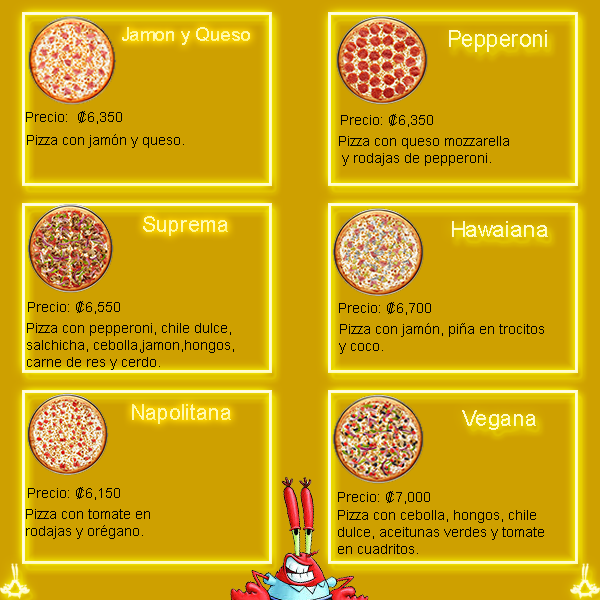 Jamon y Queso
Precio:  ₡6,350
Pizza con jamón y queso.
Pepperoni
Precio: ₡6,350
Pizza con queso mozzarella
y rodajas de pepperoni.
Suprema
Precio: ₡6,550
Pizza con pepperoni, chile dulce,
salchicha, cebolla,jamon,hongos,
carne de res y cerdo.
Hawaiana
Precio: ₡6,700
Pizza con jamón, piña en trocitos
y coco.
Napolitana
Precio: ₡6,150
Pizza con tomate en
rodajas y orégano.
Vegana
Precio: ₡7,000
Pizza con cebolla, hongos, chile
dulce, aceitunas verdes y tomate
en cuadritos.